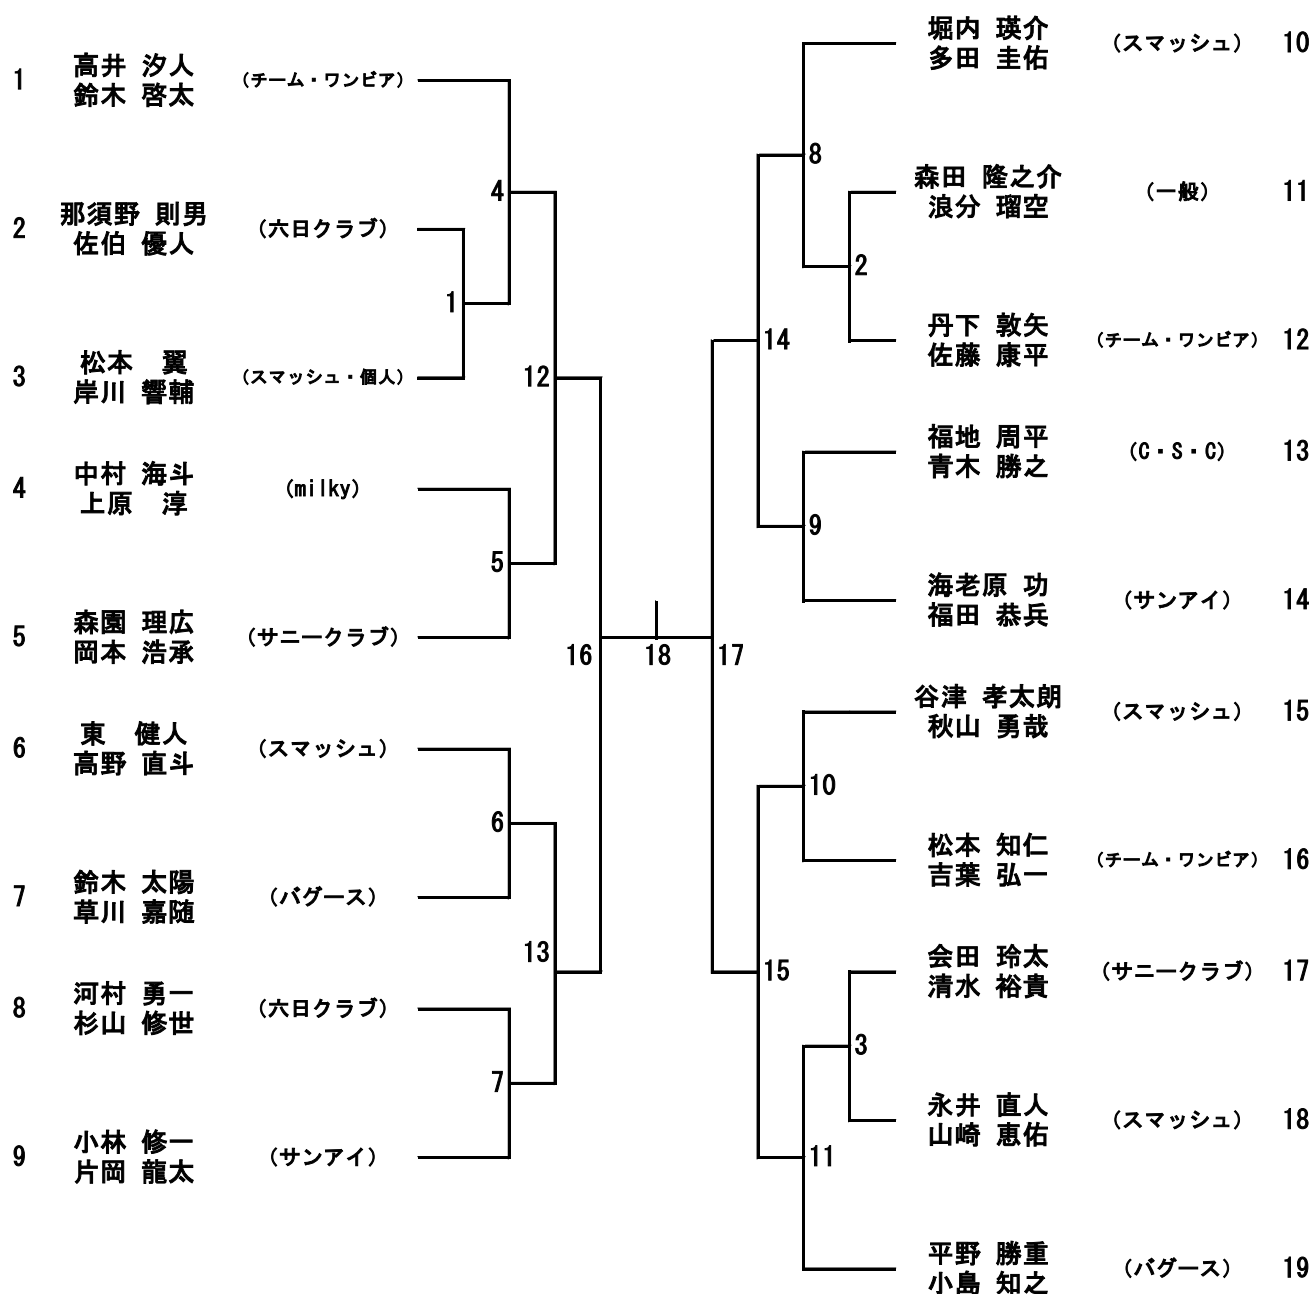 1 高井 汐人 (チーム・ワンピア)
鈴木 啓太
4
2 那須野 則男 (六日クラブ)
佐伯 優人
1
3 松本 翼 (スマッシュ・個人)
岸川 響輔
12
4 中村 海斗 (milky)
上原 淳
5
5 森園 理広 (サニークラブ)
岡本 浩承
16
18
17
6 東 健人 (スマッシュ)
高野 直斗
6
7 鈴木 太陽 (バグース)
草川 嘉随
13
8 河村 勇一 (六日クラブ)
杉山 修世
7
9 小林 修一 (サンアイ)
片岡 龍太
堀内 瑛介 (スマッシュ) 10
多田 圭佑
8
森田 隆之介 (一般) 11
浪分 瑠空
2
丹下 敦矢 (チーム・ワンピア) 12
佐藤 康平
14
福地 周平 (C・S・C) 13
青木 勝之
9
海老原 功 (サンアイ) 14
福田 恭兵
谷津 孝太朗 (スマッシュ) 15
秋山 勇哉
10
松本 知仁 (チーム・ワンピア) 16
吉葉 弘一
15
会田 玲太 (サニークラブ) 17
清水 裕貴
3
永井 直人 (スマッシュ) 18
山崎 恵佑
11
平野 勝重 (バグース) 19
小島 知之